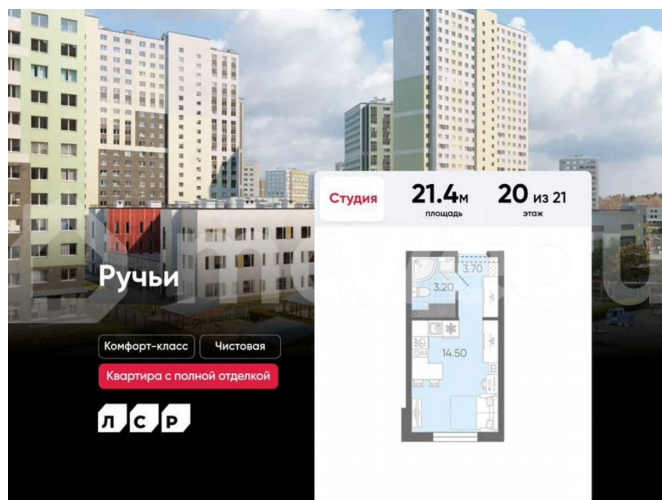 Студия
21.4м
площадь
20 из 21
этаж
Ручьи
Комфорт-класс
Чистовая
Квартира с полной отделкой
ЛСР
3.70
3.20
14.50